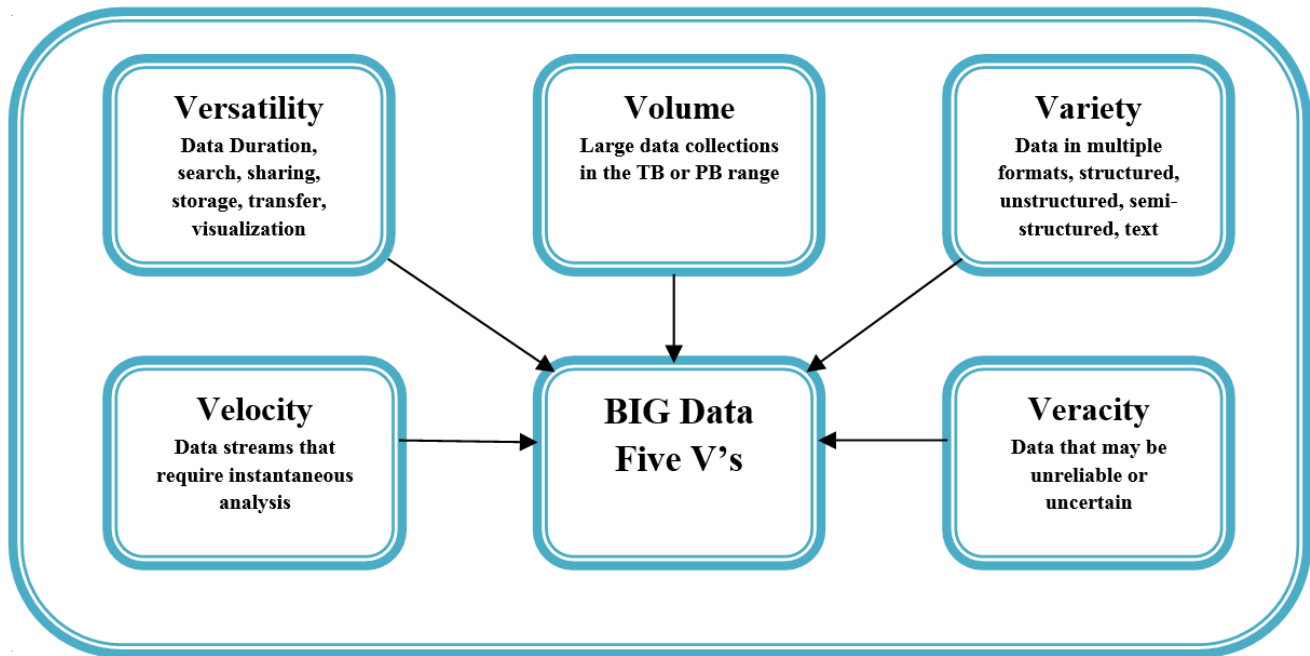 Versatility
Data Duration,
search, sharing,
storage, transfer,
visualization
Volume
Large data collections
in the TB or PB range
Variety
Data in multiple
formats, structured,
unstructured, semi-
structured, text
Velocity
Data streams that
require instantaneous
analysis
BIG Data
Five V’s
Veracity
Data that may be
unreliable or
uncertain